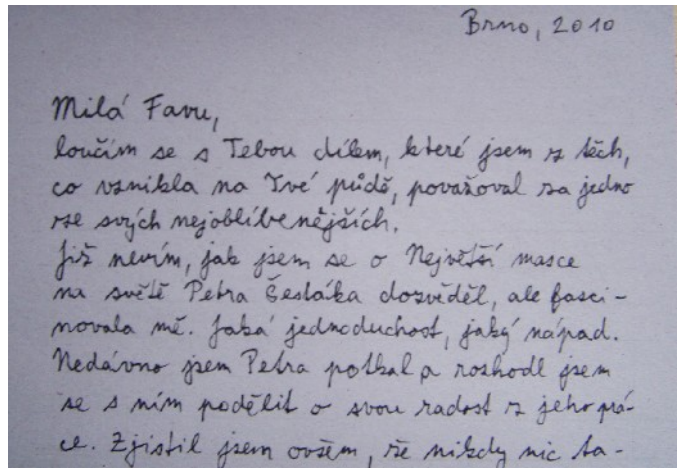 Brno, 2010
Milá Favu,
loučím se s Tebou dílem, které jsem z těch,
co vznikla na Tvé půdě, považoval za jedno
ze svých nejoblíbenějších.
Již nevím, jak jsem se o Největší masce
na světě Petra Šesláka dozvěděl, ale fasci-
novala mě. Jaká jednoduchost, jaký nápad.
Nedávno jsem Petra potkal a rozhodl jsem
se s ním podělit o svou radost z jeho prá-
ce. Zjistil jsem ovšem, že nikdy nic ta-